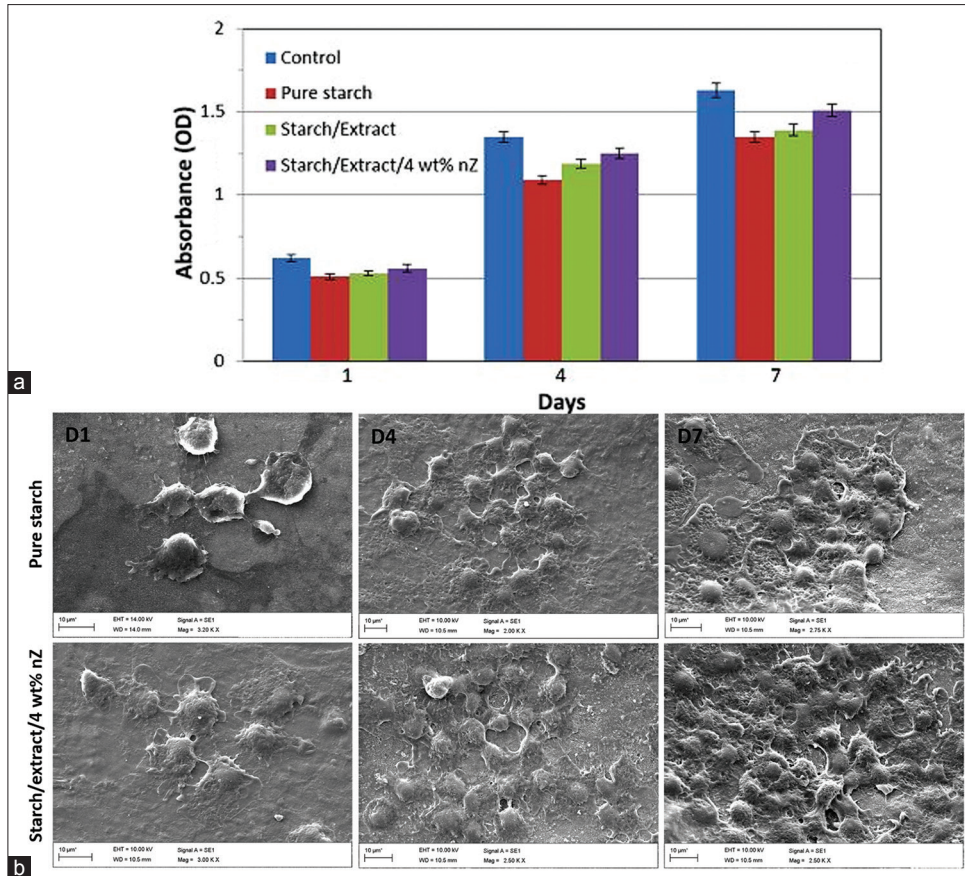 2
1.5
1
0.5
0
Absorbance (OD)
Control
Pure starch
Starch/Extract
Starch/Extract/4 wt% nZ
1 4 7
Days
a
D1 D4 D7
Pure starch
10 µm EHT = 14.00 kV Signal A = SE1
WD = 14.0 mm Mag = 3.20 K X
10 µm EHT = 10.00 kV Signal A = SE1
WD = 10.5 mm Mag = 2.00 K X
10 µm EHT = 10.00 kV Signal A = SE1
WD = 10.5 mm Mag = 2.75 K X
Starch/extract/4 wt% nZ
10 µm EHT = 10.00 kV Signal A = SE1
WD = 10.5 mm Mag = 3.00 K X
10 µm EHT = 10.00 kV Signal A = SE1
WD = 10.5 mm Mag = 2.50 K X
10 µm EHT = 10.00 kV Signal A = SE1
WD = 10.5 mm Mag = 2.50 K X
b